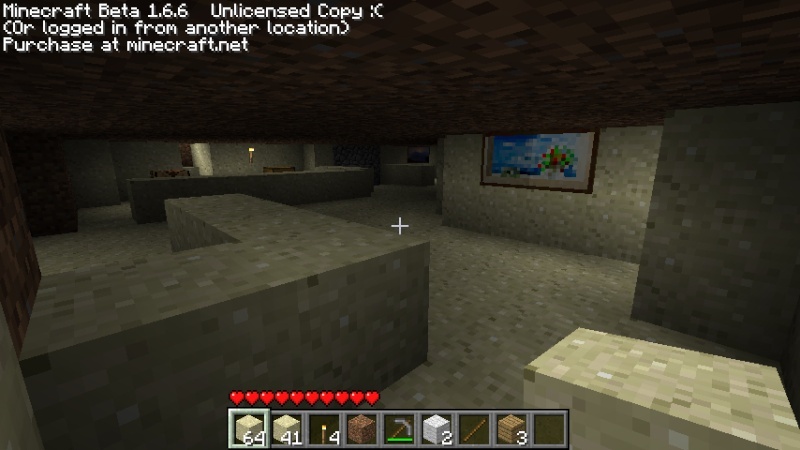 Minecraft Beta 1.6.6 Unlicensed Copy :(
(Or logged in from another location)
Purchase at minecraft.net
64 41 4 2 3